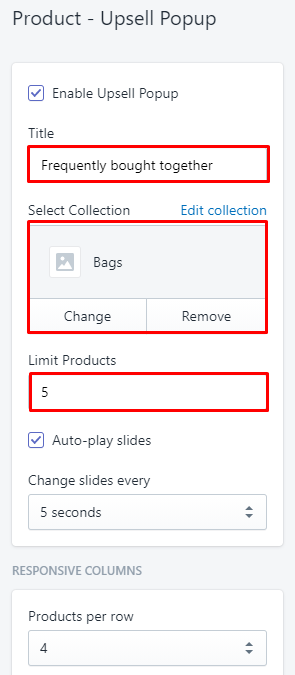 Product - Upsell Popup
Enable Upsell Popup
Title
Frequently bought together
Select Collection Edit collection
Bags
Change Remove
Limit Products
5
Auto-play slides
Change slides every
5 seconds
RESPONSIVE COLUMNS
Products per row
4